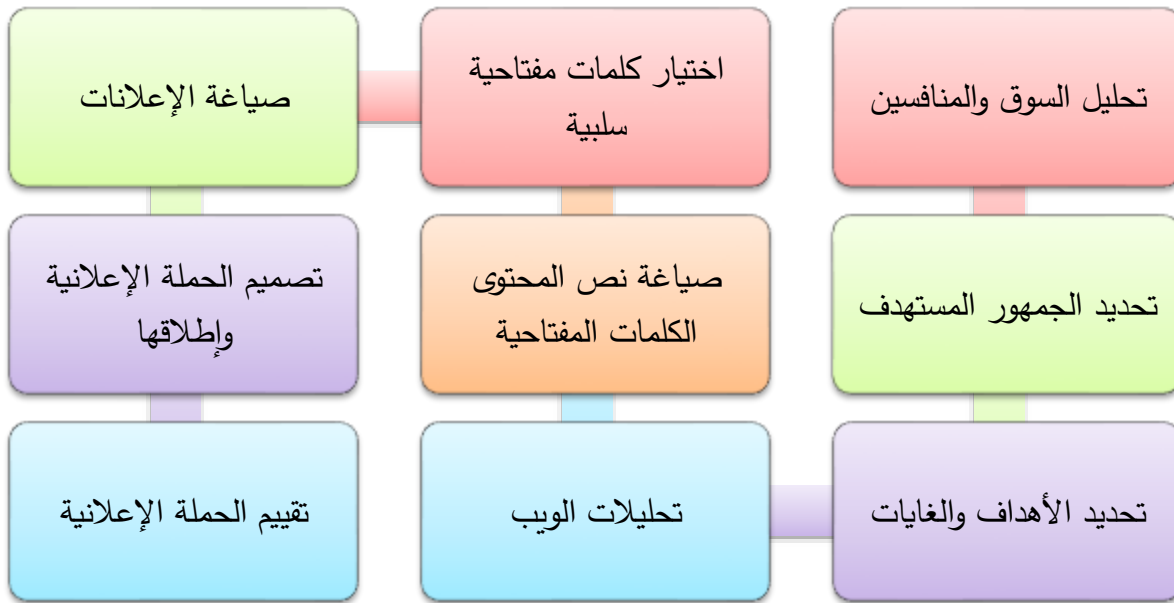 تحليل السوق والمنافسين
تحديد الجمهور المستهدف
تحديد الأهداف والغايات
تحليلات الويب
صياغة نص المحتوى
الكلمات المفتاحية
اختيار كلمات مفتاحية
سلبية
صياغة الإعلانات
تصميم الحملة الإعلانية
وإطلاقها
تقييم الحملة الإعلانية